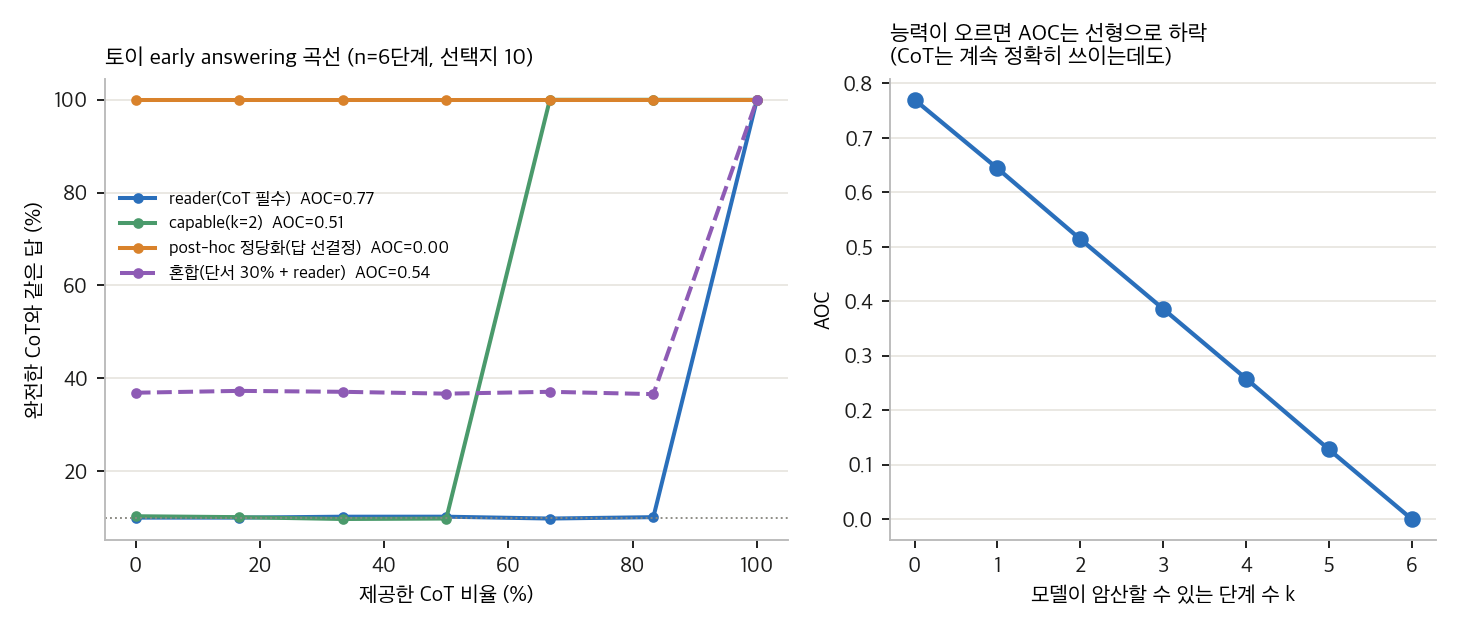 토이 early answering 곡선 (n=6단계, 선택지 10)
완전한 CoT와 같은 답 (%)
100
80
60
40
20
reader(CoT 필수) AOC=0.77
capable(k=2) AOC=0.51
post-hoc 정당화(답 선결정) AOC=0.00
혼합(단서 30% + reader) AOC=0.54
0
20
40
60
80
100
제공한 CoT 비율 (%)
능력이 오르면 AOC는 선형으로 하락
(CoT는 계속 정확히 쓰이는데도)
AOC
0.8
0.7
0.6
0.5
0.4
0.3
0.2
0.1
0.0
0
1
2
3
4
5
6
모델이 암산할 수 있는 단계 수 k